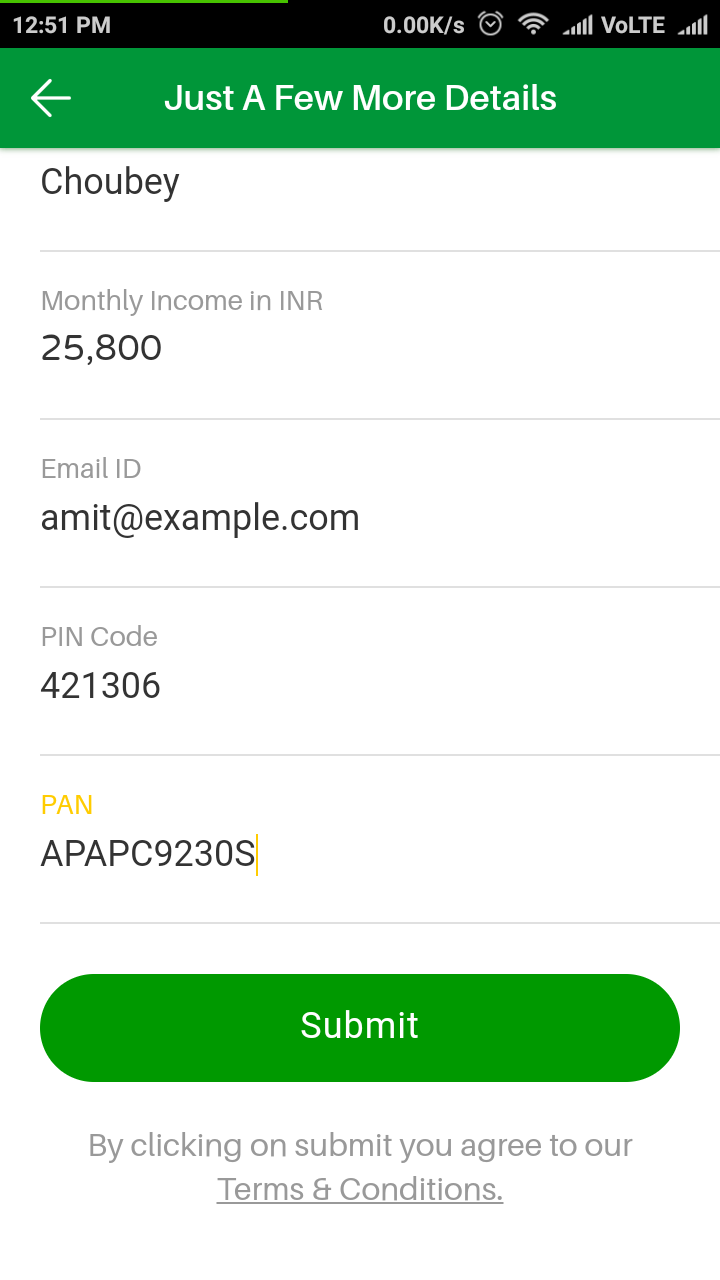 12:51 PM 0.00K/s VoLTE
Just A Few More Details
Choubey
Monthly Income in INR
25,800
Email ID
amit@example.com
PIN Code
421306
PAN
APAPC9230S
Submit
By clicking on submit you agree to our
Terms & Conditions.